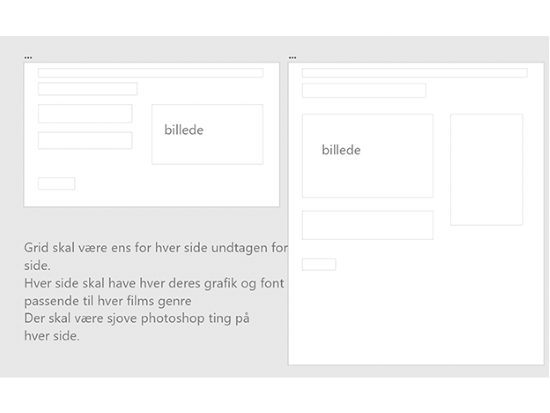 ...
...
billede
billede
Grid skal være ens for hver side undtagen for
side.
Hver side skal have hver deres grafik og font
passende til hver films genre
Der skal være sjove photoshop ting på
hver side.